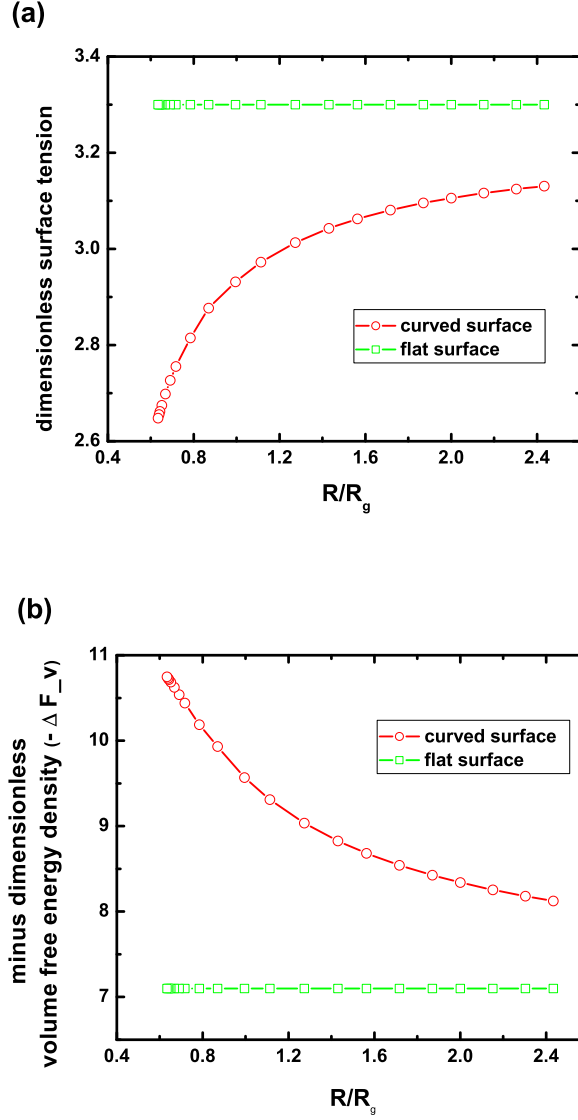 (a)
dimensionless surface tension
3.4
3.2
3.0
2.8
2.6
curved surface
flat surface
0.4 0.8 1.2 1.6 2.0 2.4
R/R_g
(b)
minus dimensionless
volume free energy density (- Δ F_v)
11
10
9
8
7
curved surface
flat surface
0.4 0.8 1.2 1.6 2.0 2.4
R/R_g